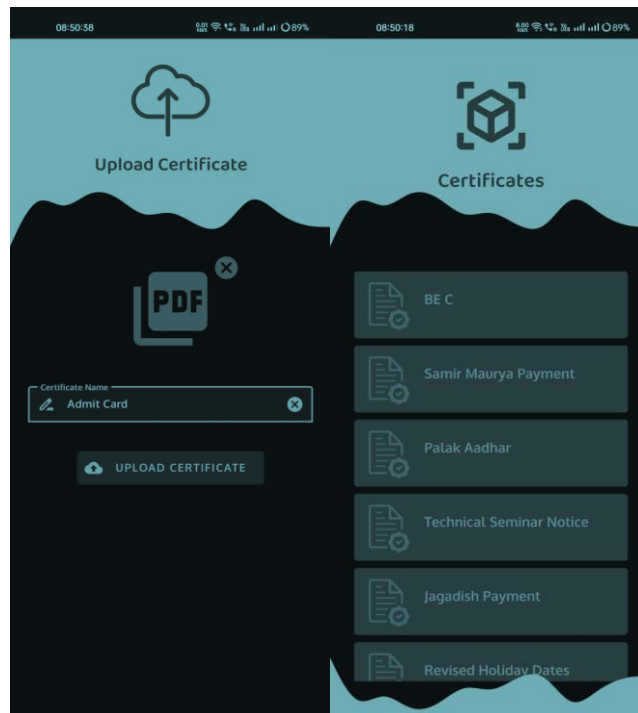 08:50:38
89%
Upload Certificate
PDF
Certificate Name
Admit Card
UPLOAD CERTIFICATE
08:50:18
89%
Certificates
BE C
Samir Maurya Payment
Palak Aadhar
Technical Seminar Notice
Jagadish Payment
Revised Holiday Dates